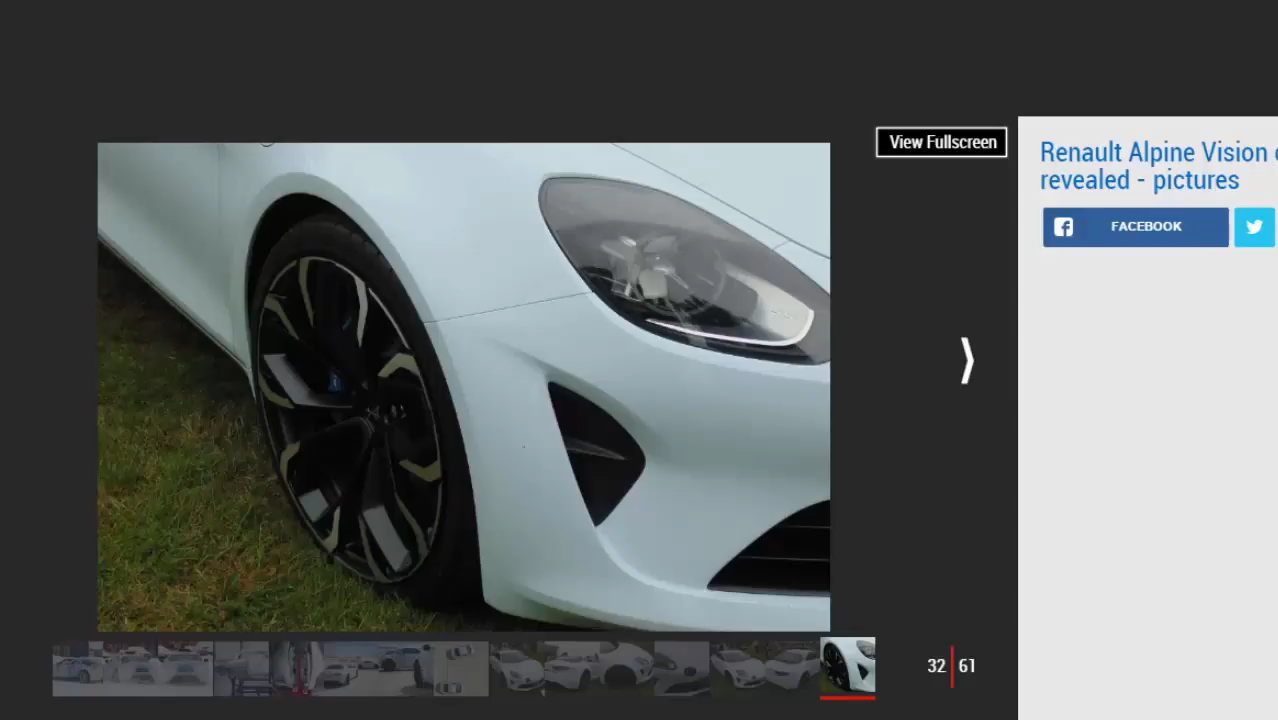 View Fullscreen
Renault Alpine Vision
revealed - pictures
FACEBOOK
32 61